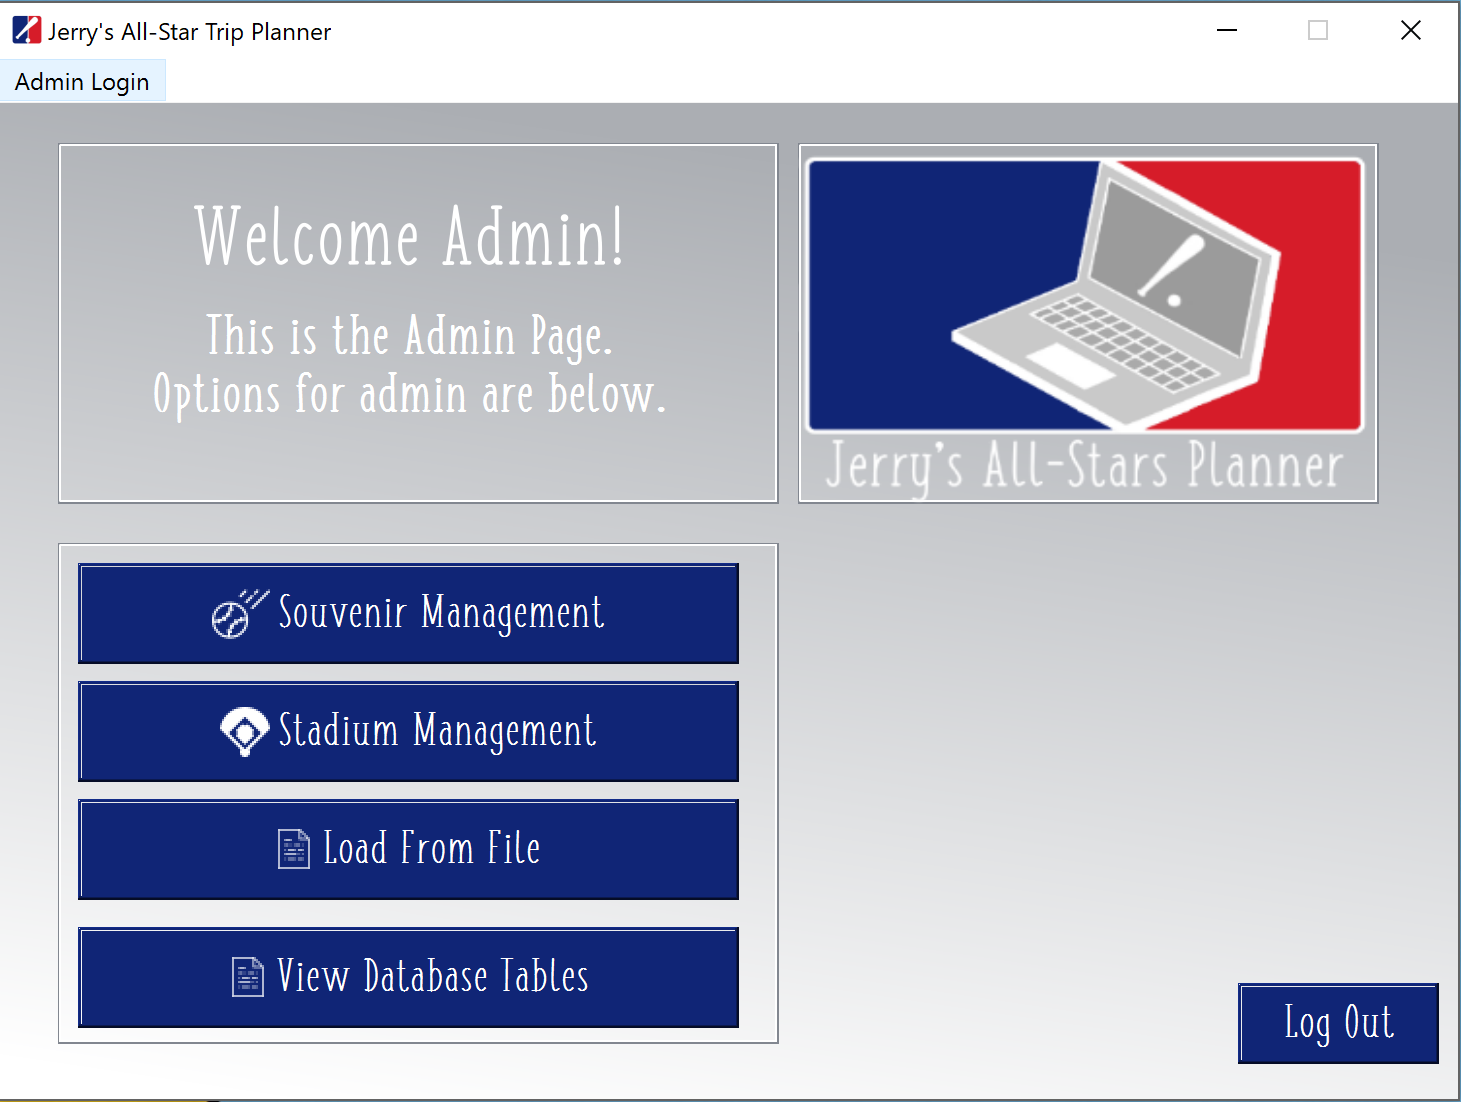 Jerry's All-Star Trip Planner
Admin Login
Welcome Admin!
This is the Admin Page.
Options for admin are below.
Jerry's All-Stars Planner
Souvenir Management
Stadium Management
Load From File
View Database Tables
Log Out